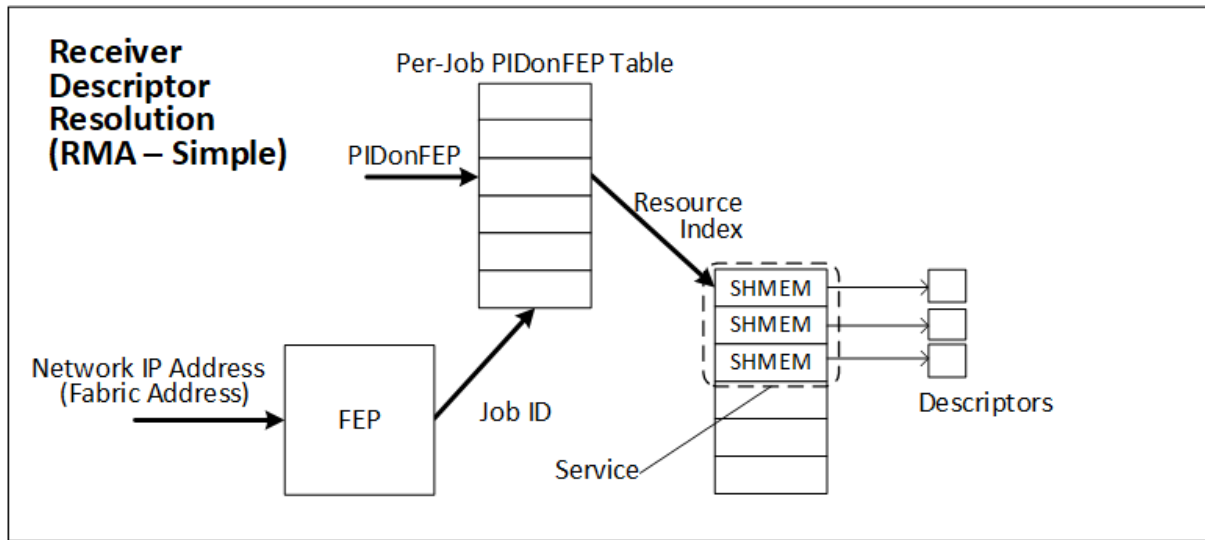 Receiver
Descriptor
Resolution
(RMA – Simple)
Per-Job PIDonFEP Table
PIDonFEP
Resource
Index
SHMEM
SHMEM
SHMEM
Network IP Address
(Fabric Address)
FEP
Job ID
Descriptors
Service